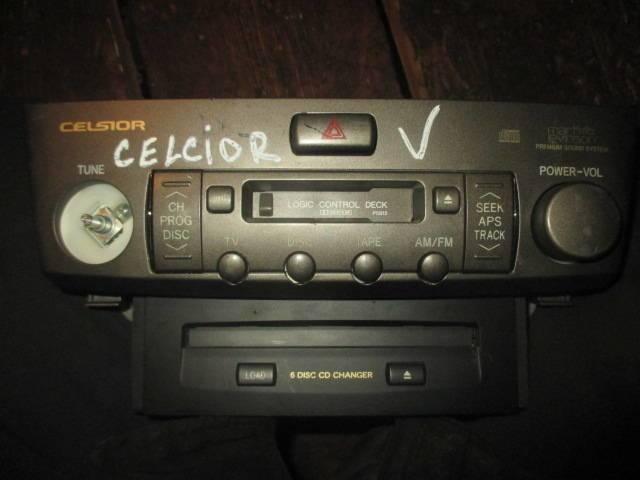 CELSIOR
CELCIOR V
mark levinson
PREMIUM SOUND SYSTEM
TUNE
POWER-VOL
CH
PROG
DISC
LOGIC CONTROL DECK
SEEK
APS
TRACK
TV
DISC
TAPE
AM/FM
LOAD
6 DISC CD CHANGER